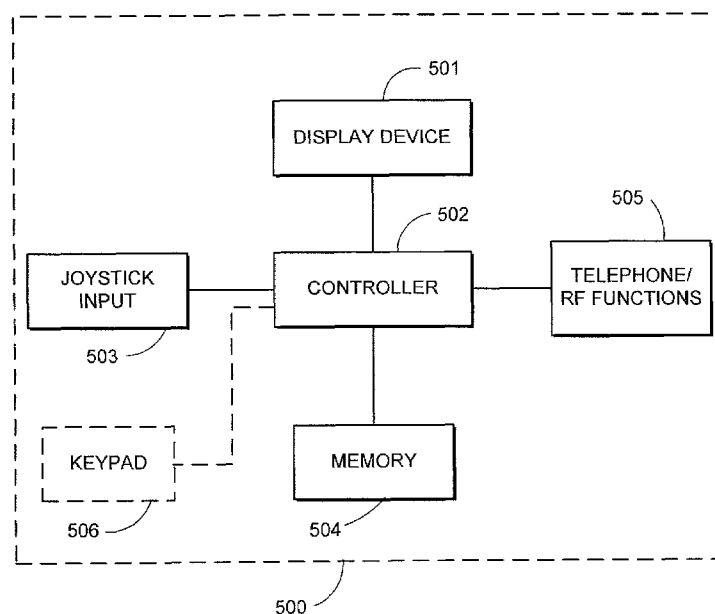 501
DISPLAY DEVICE
502
505
JOYSTICK
INPUT
CONTROLLER
TELEPHONE/
RF FUNCTIONS
503
KEYPAD
MEMORY
506
504
500